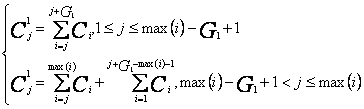 C_j^1 = \sum_{i=j}^{j+G_1} C_i, 1 ≤ j ≤ max(i) − G_1 + 1
C_j^1 = \sum_{i=j}^{max(i)} C_i + \sum_{i=1}^{j+G_1−max(i)−1} C_i, max(i) − G_1 + 1 < j ≤ max(i)